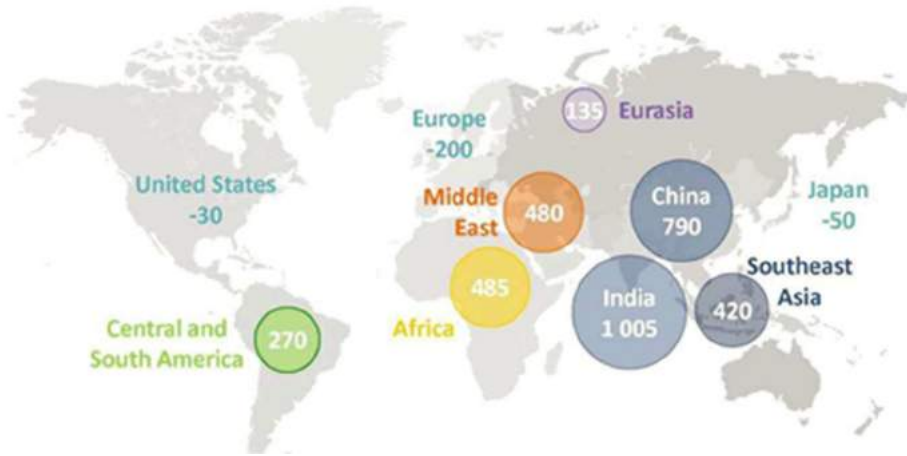 135
Eurasia
Europe
-200
United States
-30
Middle
East
480
China
790
Japan
-50
Southeast
Asia
485
Africa
India
1 005
420
Central and
South America
270